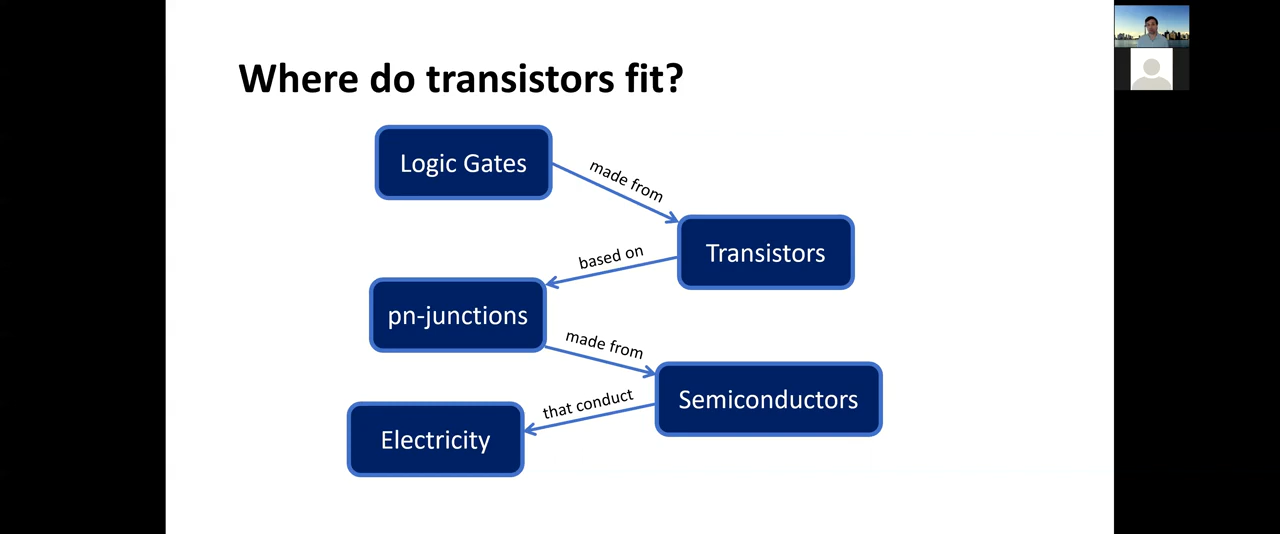 Where do transistors fit?
Logic Gates
made from
Transistors
based on
pn-junctions
made from
Semiconductors
that conduct
Electricity